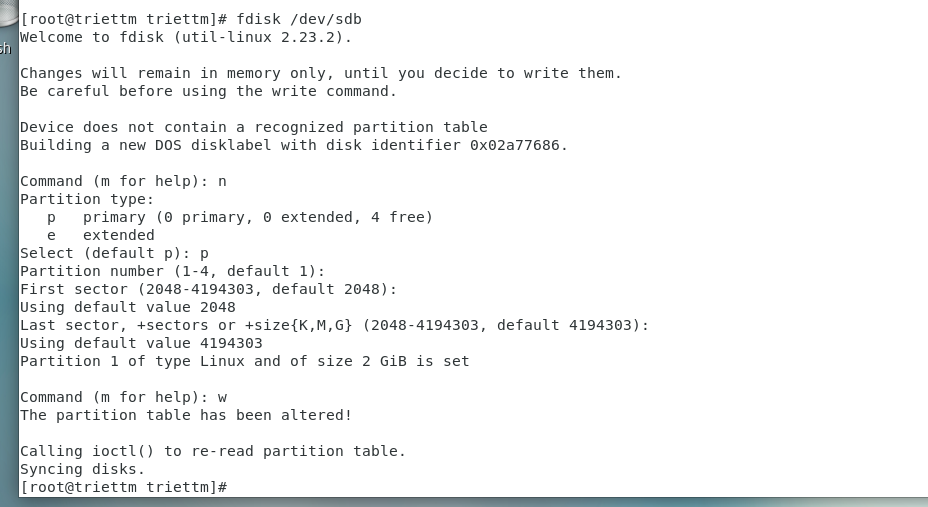 [root@triettm triettm]# fdisk /dev/sdb
Welcome to fdisk (util-linux 2.23.2).
Changes will remain in memory only, until you decide to write them.
Be careful before using the write command.
Device does not contain a recognized partition table
Building a new DOS disklabel with disk identifier 0x02a77686.
Command (m for help): n
Partition type:
   p   primary (0 primary, 0 extended, 4 free)
   e   extended
Select (default p): p
Partition number (1-4, default 1):
First sector (2048-4194303, default 2048):
Using default value 2048
Last sector, +sectors or +size{K,M,G} (2048-4194303, default 4194303):
Using default value 4194303
Partition 1 of type Linux and of size 2 GiB is set
Command (m for help): w
The partition table has been altered!
Calling ioctl() to re-read partition table.
Syncing disks.
[root@triettm triettm]#